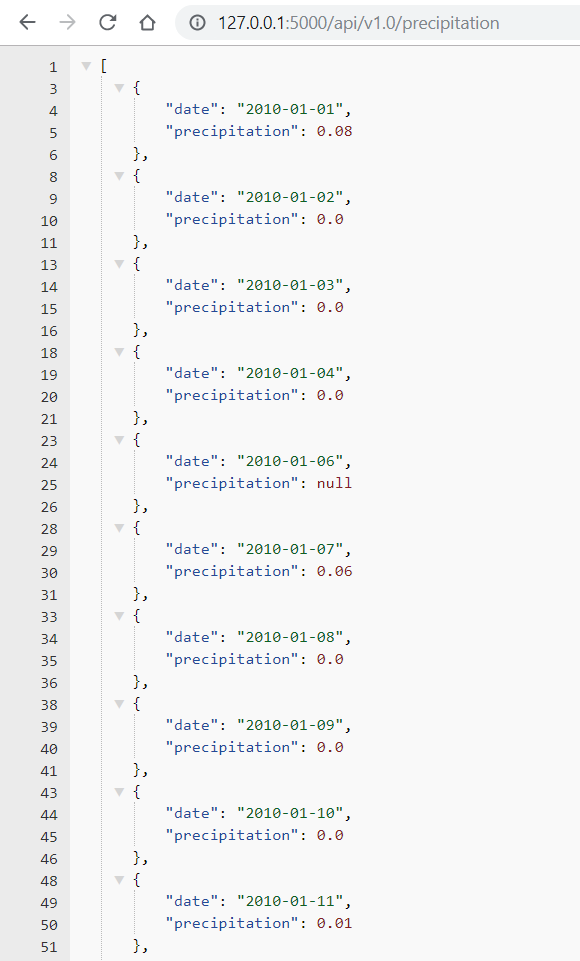 127.0.0.1:5000/api/v1.0/precipitation
1 [
3 {
4 "date": "2010-01-01",
5 "precipitation": 0.08
6 },
8 {
9 "date": "2010-01-02",
10 "precipitation": 0.0
11 },
13 {
14 "date": "2010-01-03",
15 "precipitation": 0.0
16 },
18 {
19 "date": "2010-01-04",
20 "precipitation": 0.0
21 },
23 {
24 "date": "2010-01-06",
25 "precipitation": null
26 },
28 {
29 "date": "2010-01-07",
30 "precipitation": 0.06
31 },
33 {
34 "date": "2010-01-08",
35 "precipitation": 0.0
36 },
38 {
39 "date": "2010-01-09",
40 "precipitation": 0.0
41 },
43 {
44 "date": "2010-01-10",
45 "precipitation": 0.0
46 },
48 {
49 "date": "2010-01-11",
50 "precipitation": 0.01
51 },